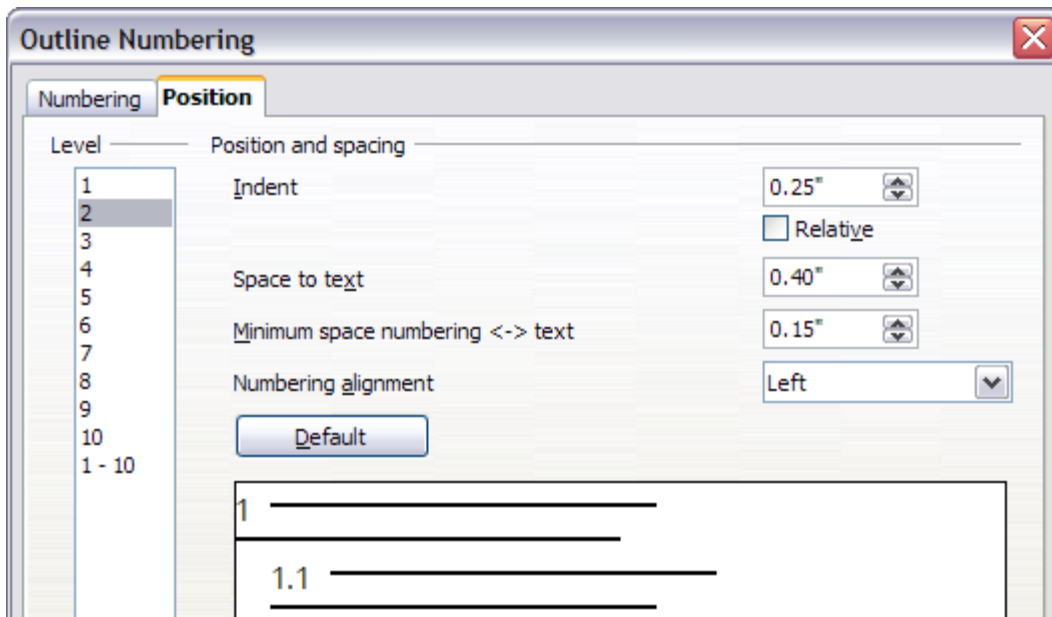 Outline Numbering
Numbering Position
Level Position and spacing
1
2
3
4
5
6
7
8
9
10
1 - 10
Indent 0.25"
Relative
Space to text 0.40"
Minimum space numbering <-> text 0.15"
Numbering alignment Left
Default
1
1.1